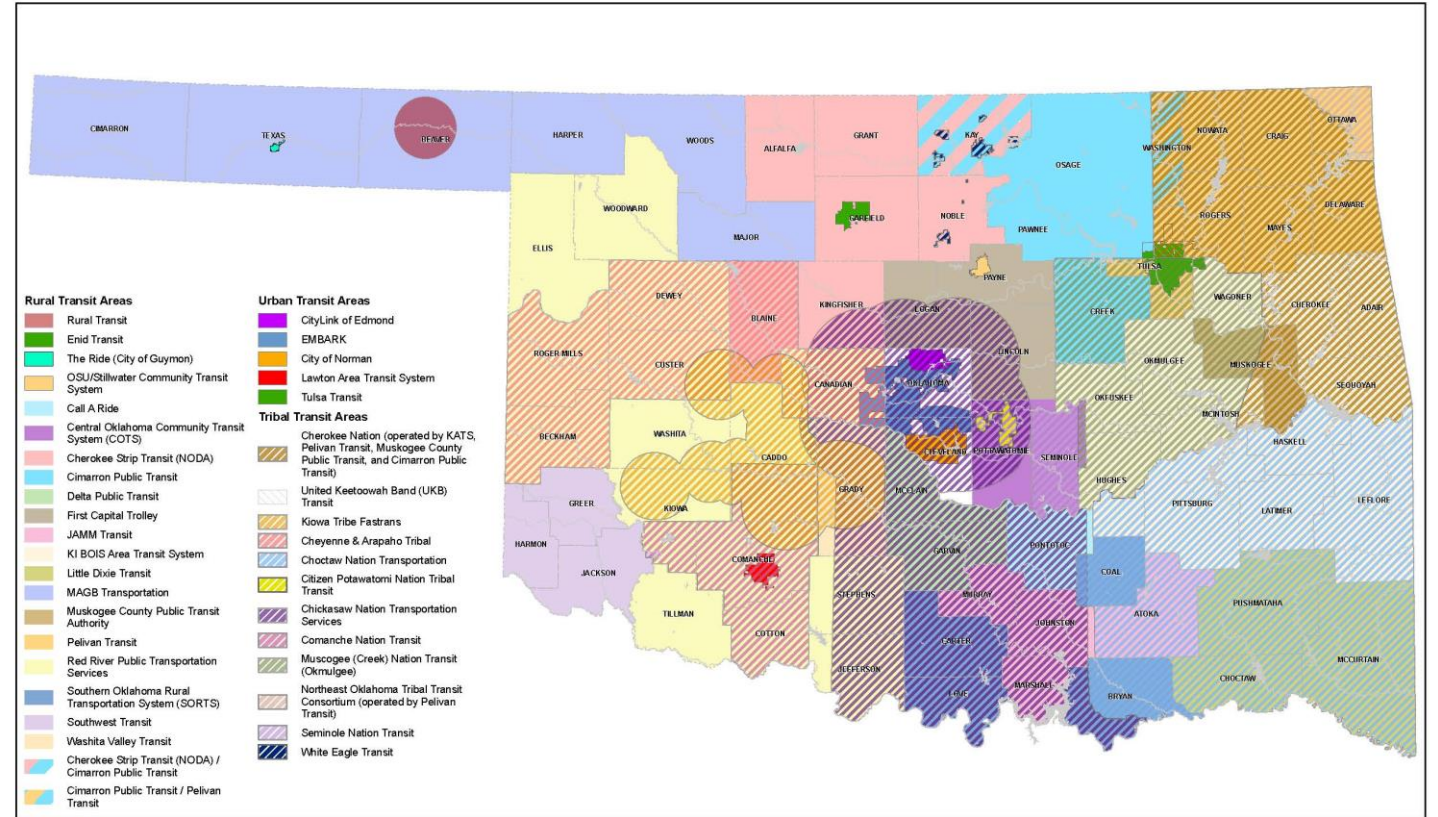 CIMARRON
TEXAS
BEAVER
HARPER
WOODS
ALFALFA
GRANT
KAY
OSAGE
WASHINGTON
NOWATA
CRAIG
OTTAWA
WOODWARD
ELLIS
MAJOR
GARFIELD
NOBLE
PAWNEE
ROGERS
MAYES
DELAWARE
TULSA
PAYNE
DEWEY
BLAINE
KINGFISHER
LOGAN
CREEK
WAGONER
CHEROKEE
ADAIR
ROGER MILLS
CUSTER
CANADIAN
OKLAHOMA
LINCOLN
OKMULGEE
MUSKOGEE
SEQUOYAH
OKFUSKEE
MCINTOSH
BECKHAM
WASHITA
CADDO
CLEVELAND
POTTAWATOMIE
SEMINOLE
HASKELL
HUGHES
GRADY
MCCLAIN
PITTSBURG
LATIMER
LEFLORE
GREER
KIOWA
HARMON
JACKSON
COMANCHE
GARVIN
PONTOTOC
COAL
TILLMAN
STEPHENS
MURRAY
JOHNSTON
ATOKA
PUSHMATAHA
COTTON
JEFFERSON
CARTER
LOVE
MARSHALL
BRYAN
CHOCTAW
MCCURTAIN
Rural Transit Areas
Rural Transit
Enid Transit
The Ride (City of Guymon)
OSU/Stillwater Community Transit
System
Call A Ride
Central Oklahoma Community Transit
System (COTS)
Cherokee Strip Transit (NODA)
Cimarron Public Transit
Delta Public Transit
First Capital Trolley
JAMM Transit
KI BOIS Area Transit System
Little Dixie Transit
MAGB Transportation
Muskogee County Public Transit
Authority
Pelivan Transit
Red River Public Transportation
Services
Southern Oklahoma Rural
Transportation System (SORTS)
Southwest Transit
Washita Valley Transit
Cherokee Strip Transit (NODA) /
Cimarron Public Transit
Cimarron Public Transit / Pelivan
Transit
Urban Transit Areas
CityLink of Edmond
EMBARK
City of Norman
Lawton Area Transit System
Tulsa Transit
Tribal Transit Areas
Cherokee Nation (operated by KATS,
Pelivan Transit, Muskogee County
Public Transit, and Cimarron Public
Transit)
United Keetoowah Band (UKB)
Transit
Kiowa Tribe Fastrans
Cheyenne & Arapaho Tribal
Choctaw Nation Transportation
Citizen Potawatomi Nation Tribal
Transit
Chickasaw Nation Transportation
Services
Comanche Nation Transit
Muscogee (Creek) Nation Transit
(Okmulgee)
Northeast Oklahoma Tribal Transit
Consortium (operated by Pelivan
Transit)
Seminole Nation Transit
White Eagle Transit